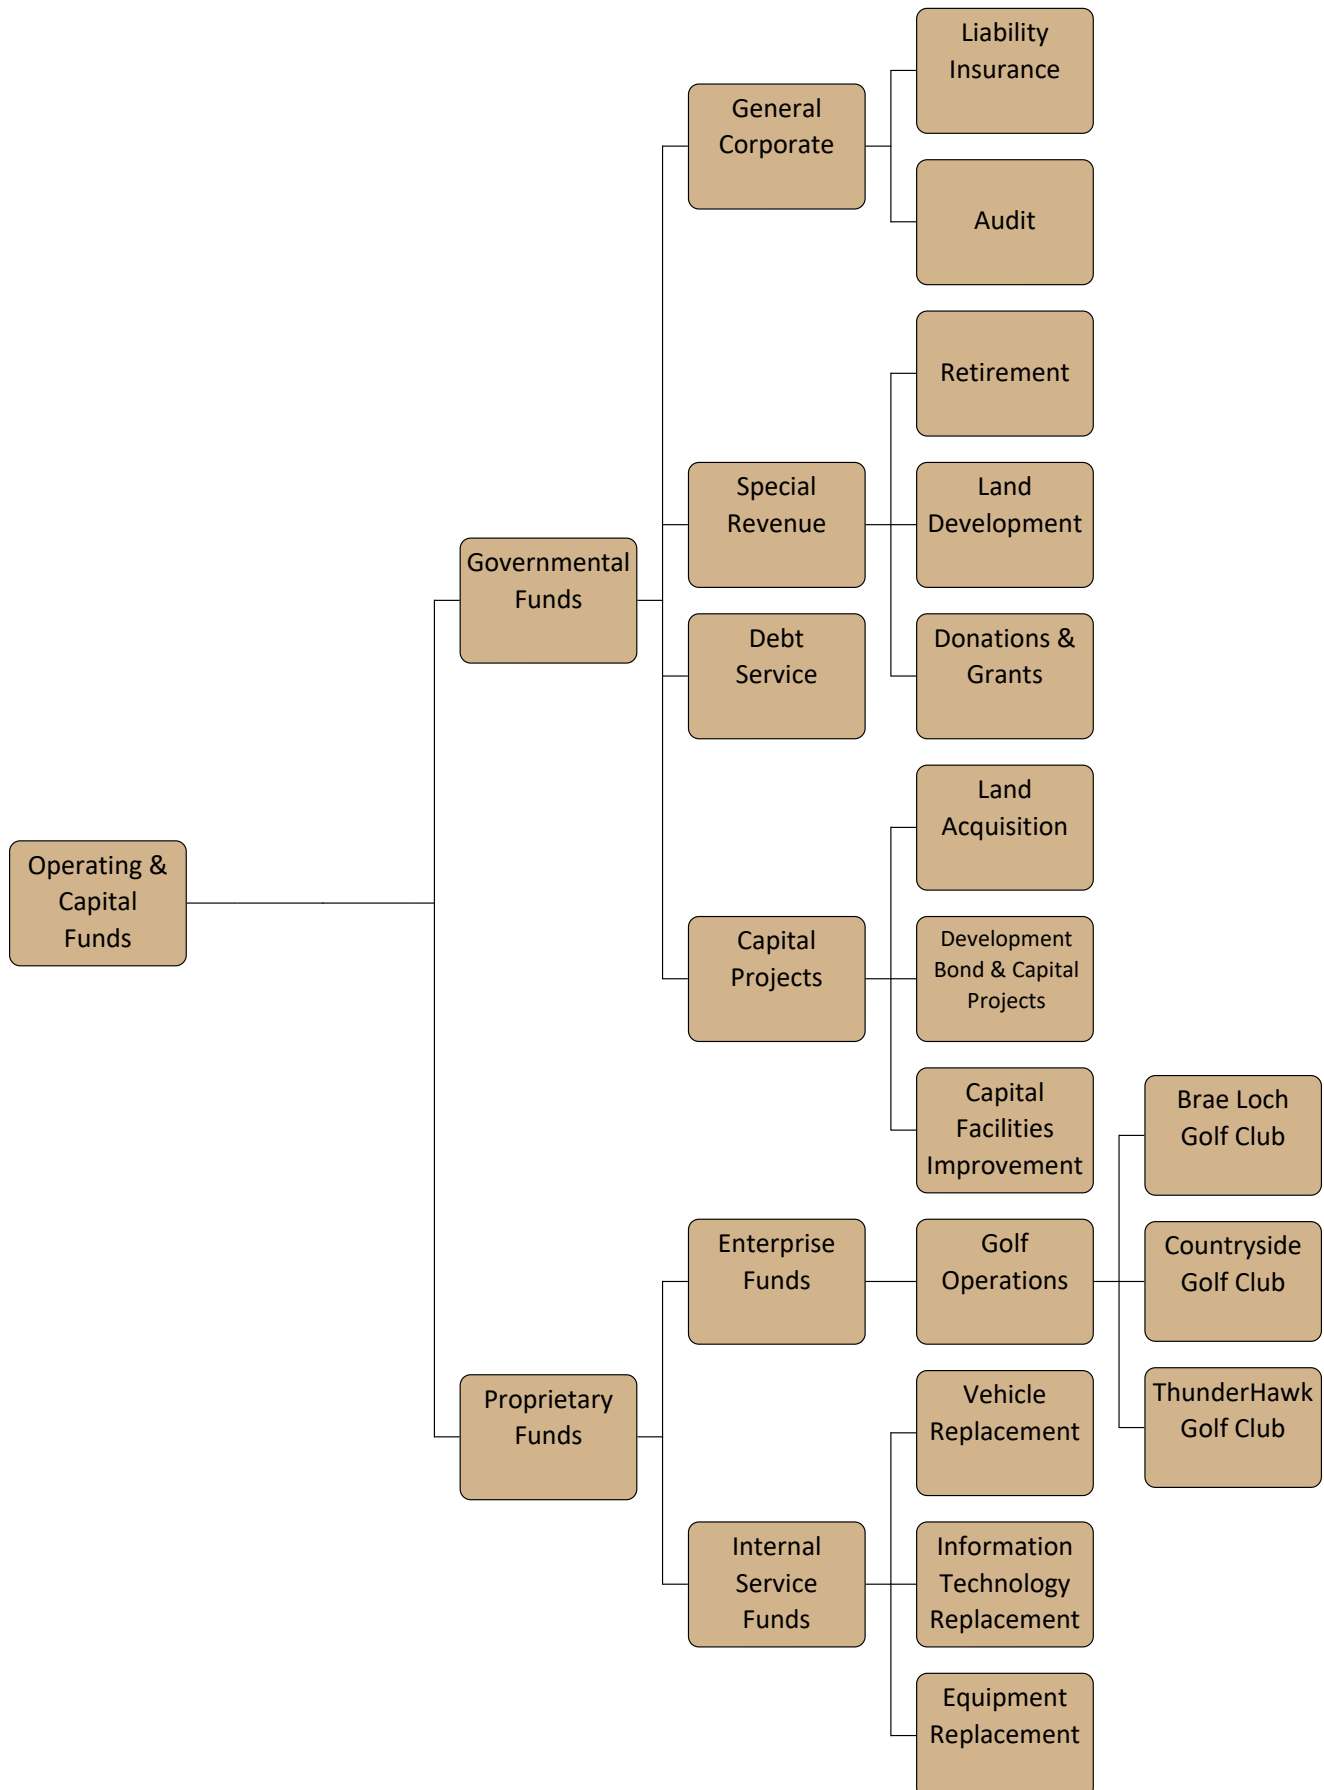 Liability
Insurance
General
Corporate
Audit
Retirement
Special
Revenue
Land
Development
Governmental
Funds
Debt
Service
Donations &
Grants
Land
Acquisition
Operating &
Capital
Funds
Capital
Projects
Development
Bond & Capital
Projects
Capital
Facilities
Improvement
Brae Loch
Golf Club
Enterprise
Funds
Golf
Operations
Countryside
Golf Club
Proprietary
Funds
Vehicle
Replacement
ThunderHawk
Golf Club
Internal
Service
Funds
Information
Technology
Replacement
Equipment
Replacement